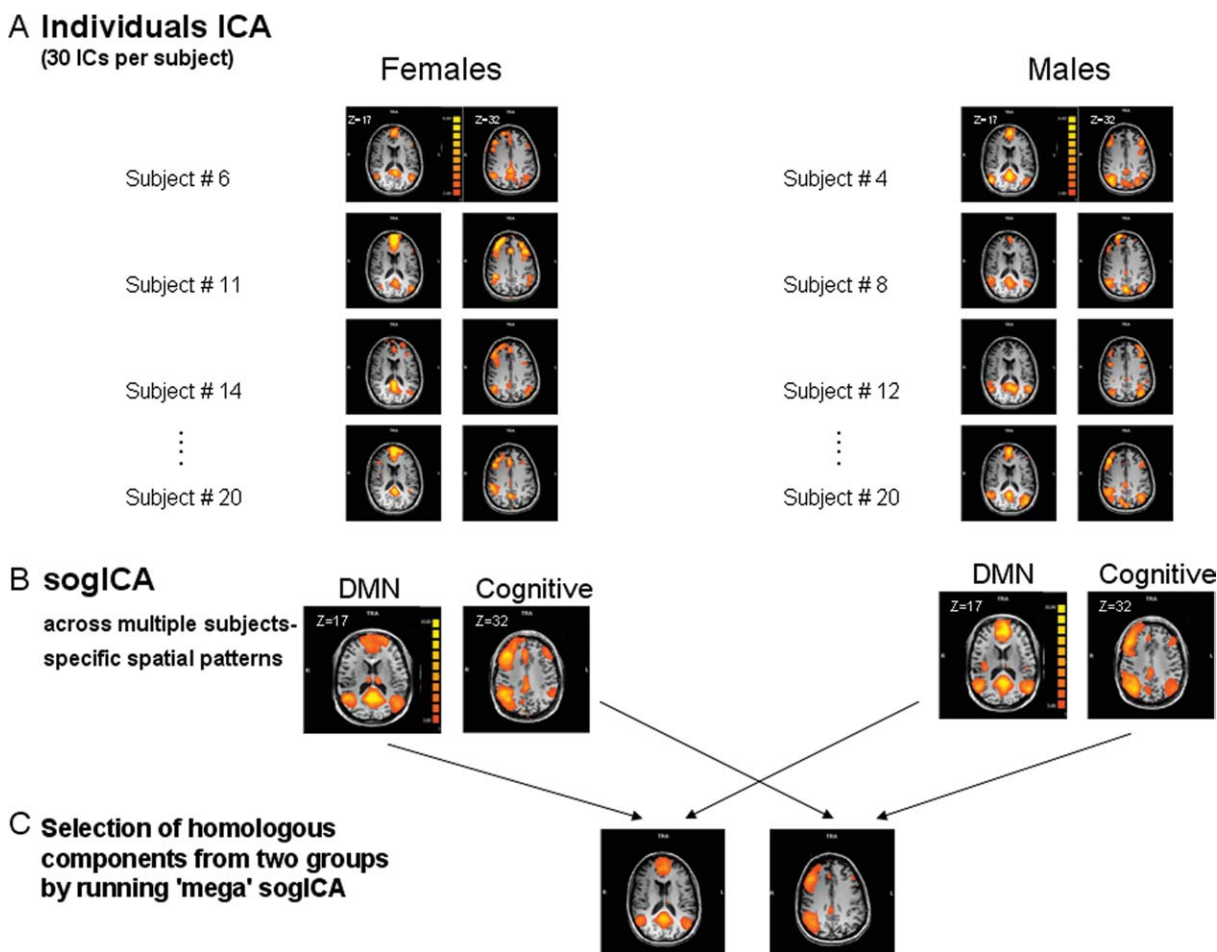 A Individuals ICA
(30 ICs per subject)
Females
Males
TRA
Z=17
Z=32
R
L
TRA
Z=17
Z=32
R
L
Subject # 6
Subject # 4
TRA
TRA
R
L
TRA
TRA
R
L
Subject # 11
Subject # 8
TRA
TRA
R
L
TRA
TRA
R
L
Subject # 14
Subject # 12
TRA
TRA
R
L
TRA
TRA
R
L
Subject # 20
Subject # 20
B sogICA
DMN
Cognitive
DMN
Cognitive
across multiple subjects-
specific spatial patterns
TRA
Z=17
Z=32
R
L
TRA
Z=17
Z=32
R
L
C Selection of homologous
components from two groups
by running 'mega' sogICA
TRA
TRA
R
L